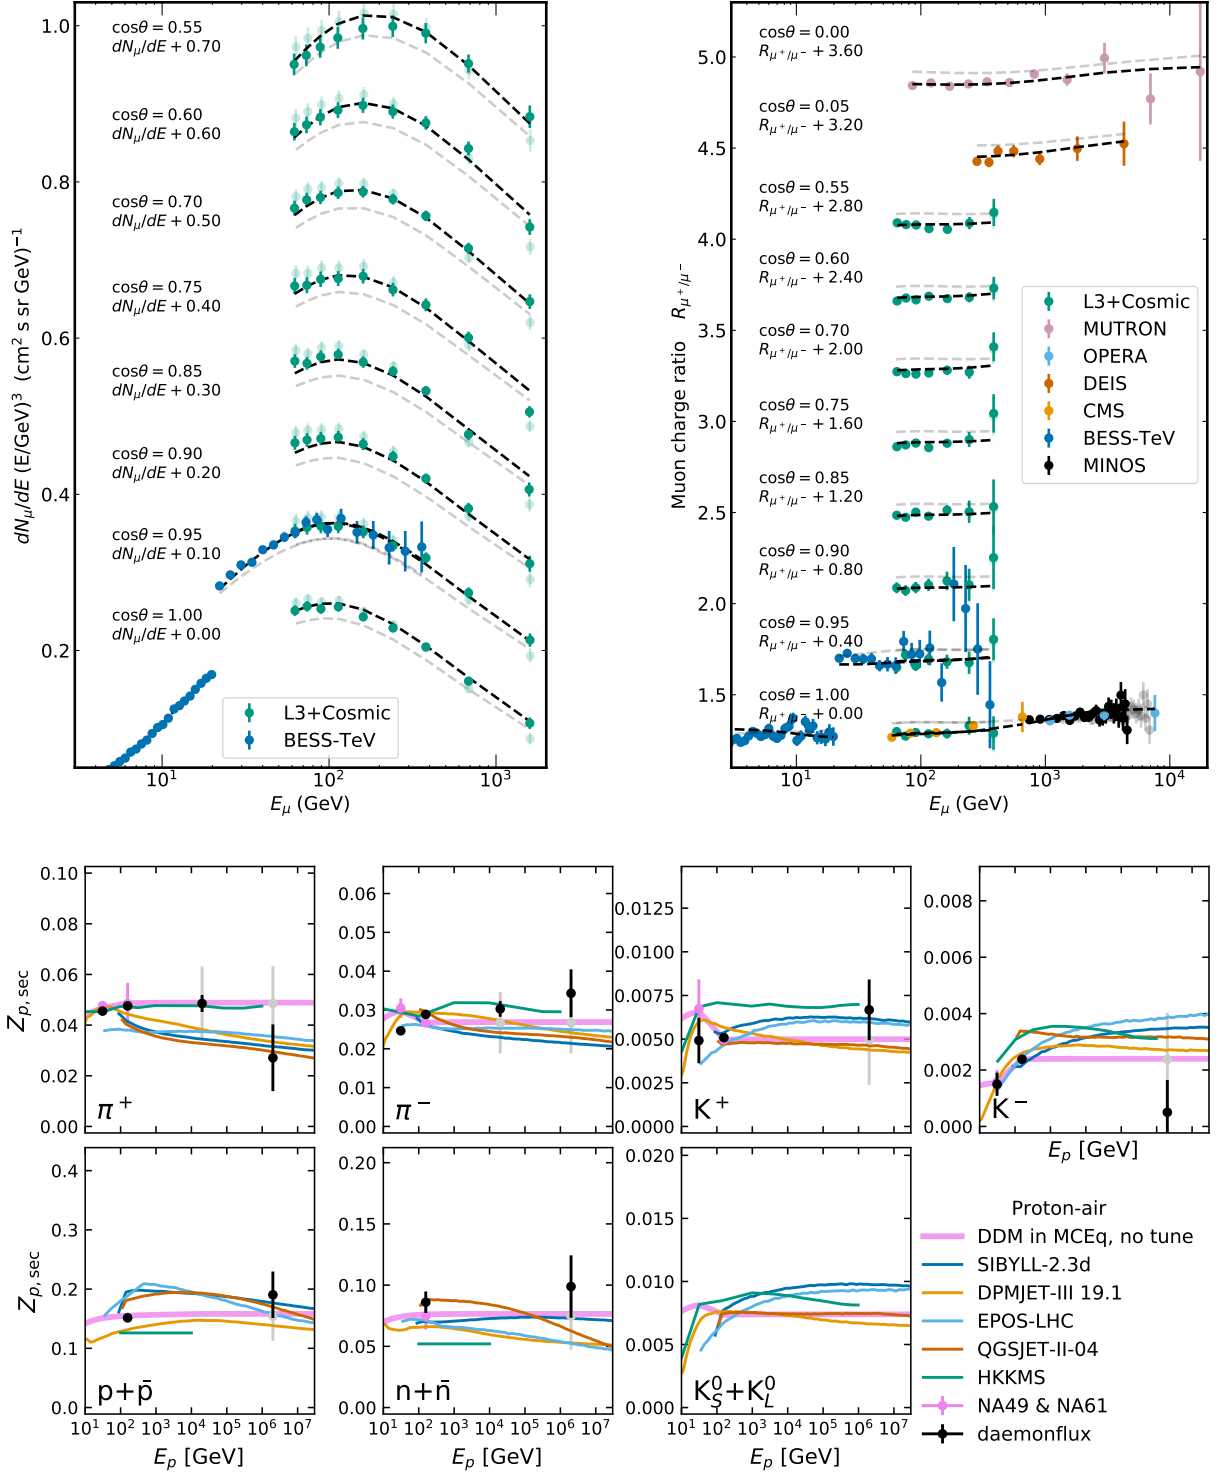 cosθ = 0.55
dNμ/dE + 0.70
cosθ = 0.60
dNμ/dE + 0.60
cosθ = 0.70
dNμ/dE + 0.50
cosθ = 0.75
dNμ/dE + 0.40
cosθ = 0.85
dNμ/dE + 0.30
cosθ = 0.90
dNμ/dE + 0.20
cosθ = 0.95
dNμ/dE + 0.10
cosθ = 1.00
dNμ/dE + 0.00
1.0
0.8
0.6
0.4
0.2
dNμ/dE (E/GeV)³ (cm² s sr GeV)⁻¹
L3+Cosmic
BESS-TeV
10¹
10²
10³
Eμ (GeV)
cosθ = 0.00
Rμ⁺/μ⁻ + 3.60
cosθ = 0.05
Rμ⁺/μ⁻ + 3.20
cosθ = 0.55
Rμ⁺/μ⁻ + 2.80
cosθ = 0.60
Rμ⁺/μ⁻ + 2.40
cosθ = 0.70
Rμ⁺/μ⁻ + 2.00
cosθ = 0.75
Rμ⁺/μ⁻ + 1.60
cosθ = 0.85
Rμ⁺/μ⁻ + 1.20
cosθ = 0.90
Rμ⁺/μ⁻ + 0.80
cosθ = 0.95
Rμ⁺/μ⁻ + 0.40
cosθ = 1.00
Rμ⁺/μ⁻ + 0.00
5.0
4.5
4.0
3.5
3.0
2.5
2.0
1.5
Muon charge ratio Rμ⁺/μ⁻
L3+Cosmic
MUTRON
OPERA
DEIS
CMS
BESS-TeV
MINOS
10¹
10²
10³
10⁴
Eμ (GeV)
0.10
0.08
0.06
0.04
0.02
0.00
Zp, sec
π⁺
0.06
0.05
0.04
0.03
0.02
0.01
0.00
π⁻
0.0125
0.0100
0.0075
0.0050
0.0025
0.0000
K⁺
0.008
0.006
0.004
0.002
0.000
K⁻
Ep [GeV]
0.4
0.3
0.2
0.1
0.0
Zp, sec
p+p̄
10¹ 10² 10³ 10⁴ 10⁵ 10⁶ 10⁷
Ep [GeV]
0.20
0.15
0.10
0.05
0.00
n+n̄
10¹ 10² 10³ 10⁴ 10⁵ 10⁶ 10⁷
Ep [GeV]
0.020
0.015
0.010
0.005
0.000
K⁰S+K⁰L
10¹ 10² 10³ 10⁴ 10⁵ 10⁶ 10⁷
Ep [GeV]
Proton-air
DDM in MCEq, no tune
SIBYLL-2.3d
DPMJET-III 19.1
EPOS-LHC
QGSJET-II-04
HKKMS
NA49 & NA61
daemonflux